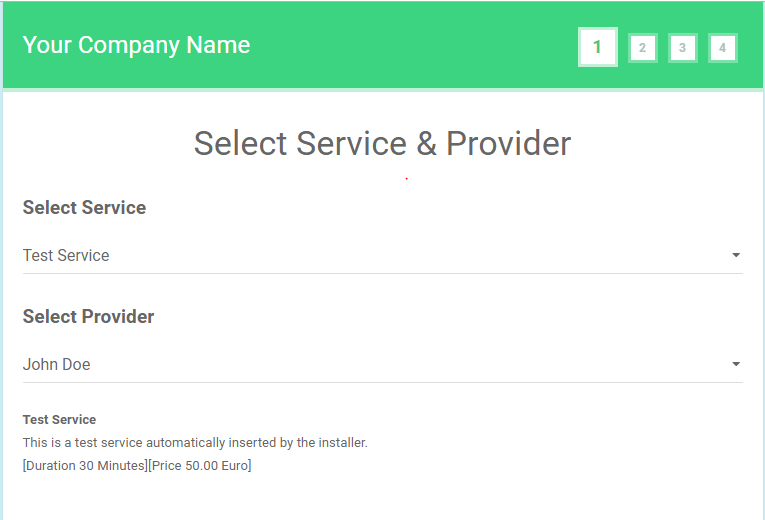 Your Company Name
1 2 3 4
Select Service & Provider
Select Service
Test Service
Select Provider
John Doe
Test Service
This is a test service automatically inserted by the installer.
[Duration 30 Minutes][Price 50.00 Euro]